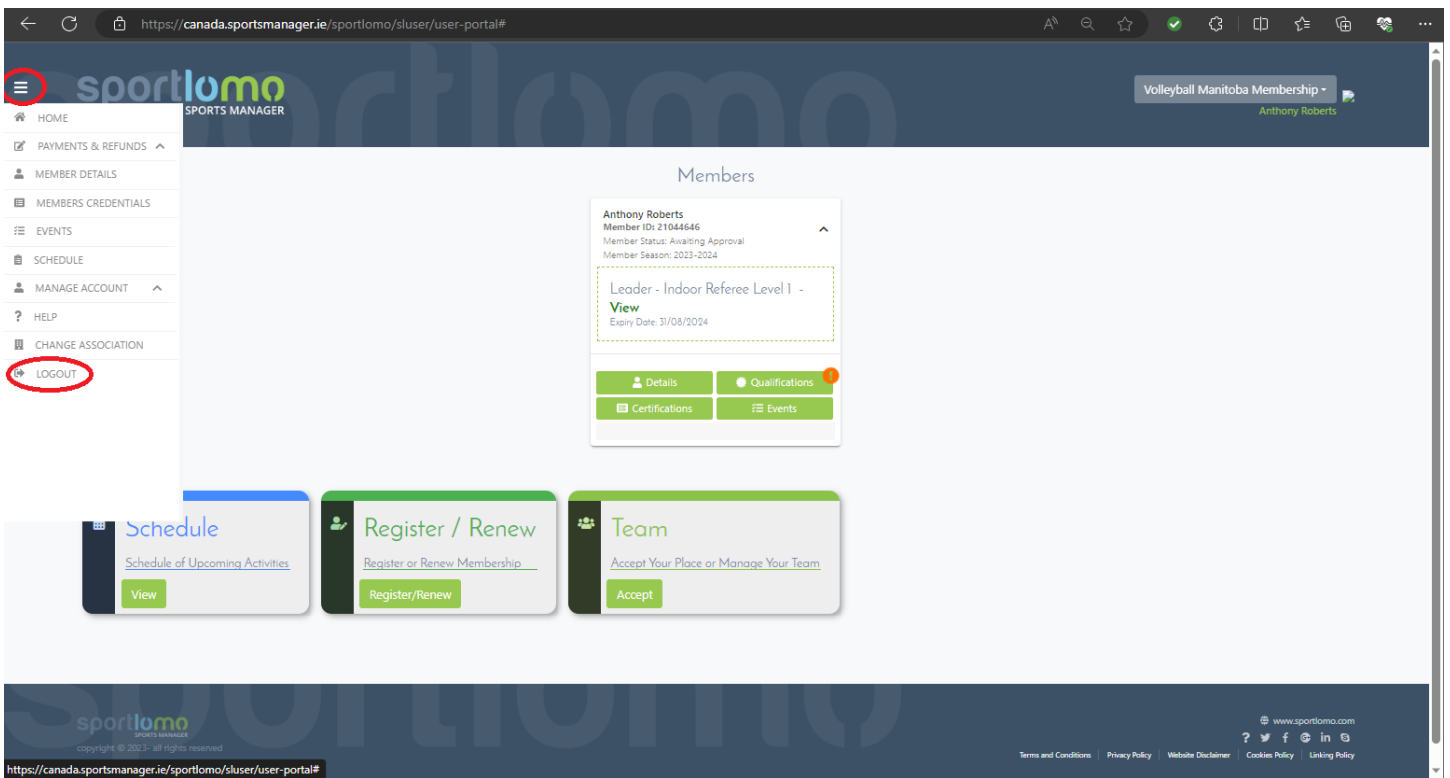 https://canada.sportsmanager.ie/sportlomo/sluser/user-portal#
sportlomo
SPORTS MANAGER
Volleyball Manitoba Membership
Anthony Roberts
HOME
PAYMENTS & REFUNDS
MEMBER DETAILS
MEMBERS CREDENTIALS
EVENTS
SCHEDULE
MANAGE ACCOUNT
? HELP
CHANGE ASSOCIATION
LOGOUT
Members
Anthony Roberts
Member ID: 21044646
Member Status: Awaiting Approval
Member Season: 2023-2024
Leader - Indoor Referee Level 1 -
View
Expiry Date: 31/08/2024
Details
Qualifications
!
Certifications
Events
Schedule
Schedule of Upcoming Activities
View
Register / Renew
Register or Renew Membership
Register/Renew
Team
Accept Your Place or Manage Your Team
Accept
sportlomo
SPORTS MANAGER
copyright © 2023- all rights reserved
www.sportlomo.com
Terms and Conditions | Privacy Policy | Website Disclaimer | Cookies Policy | Linking Policy
https://canada.sportsmanager.ie/sportlomo/sluser/user-portal#